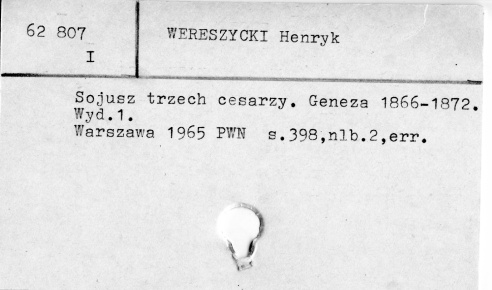 62 807
I
WERESZYCKI Henryk
Sojusz trzech cesarzy. Geneza 1866-1872.
Wyd.1.
Warszawa 1965 PWN s.398,nlb.2,err.